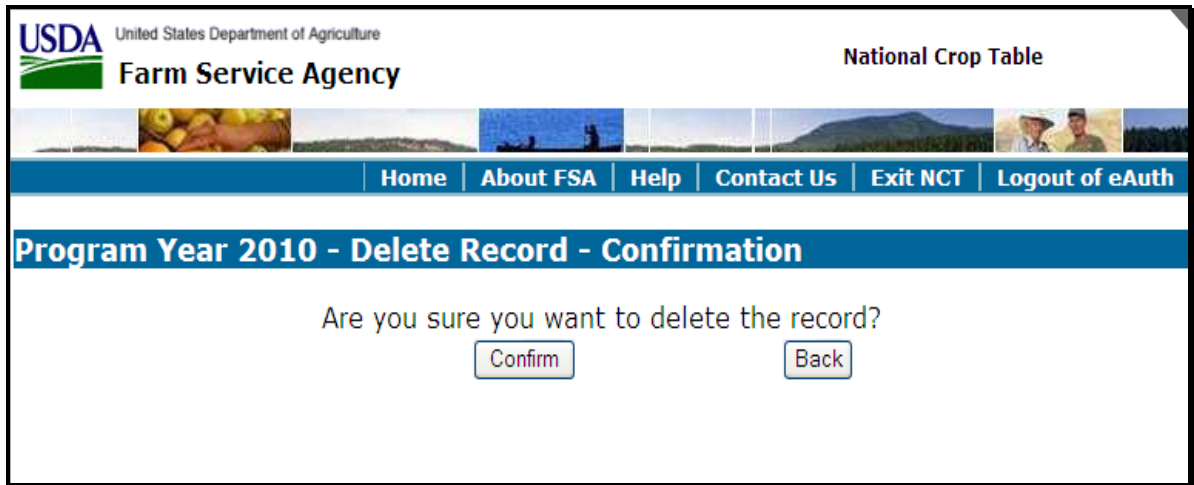 USDA
United States Department of Agriculture
Farm Service Agency
National Crop Table
Home | About FSA | Help | Contact Us | Exit NCT | Logout of eAuth
Program Year 2010 - Delete Record - Confirmation
Are you sure you want to delete the record?
Confirm Back